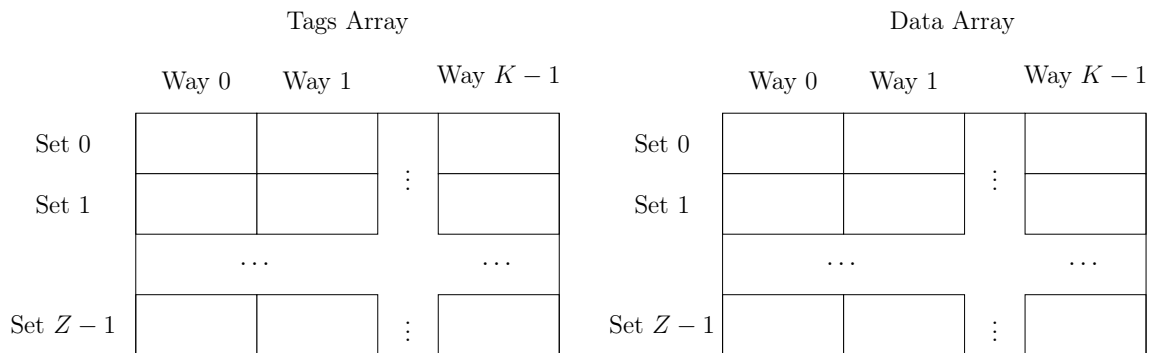 Tags Array Data Array
Way 0 Way 1 Way K − 1 Way 0 Way 1 Way K − 1
Set 0 Set 0
⋮ ⋮
Set 1 Set 1
... ... ... ...
Set Z − 1 ⋮ Set Z − 1 ⋮